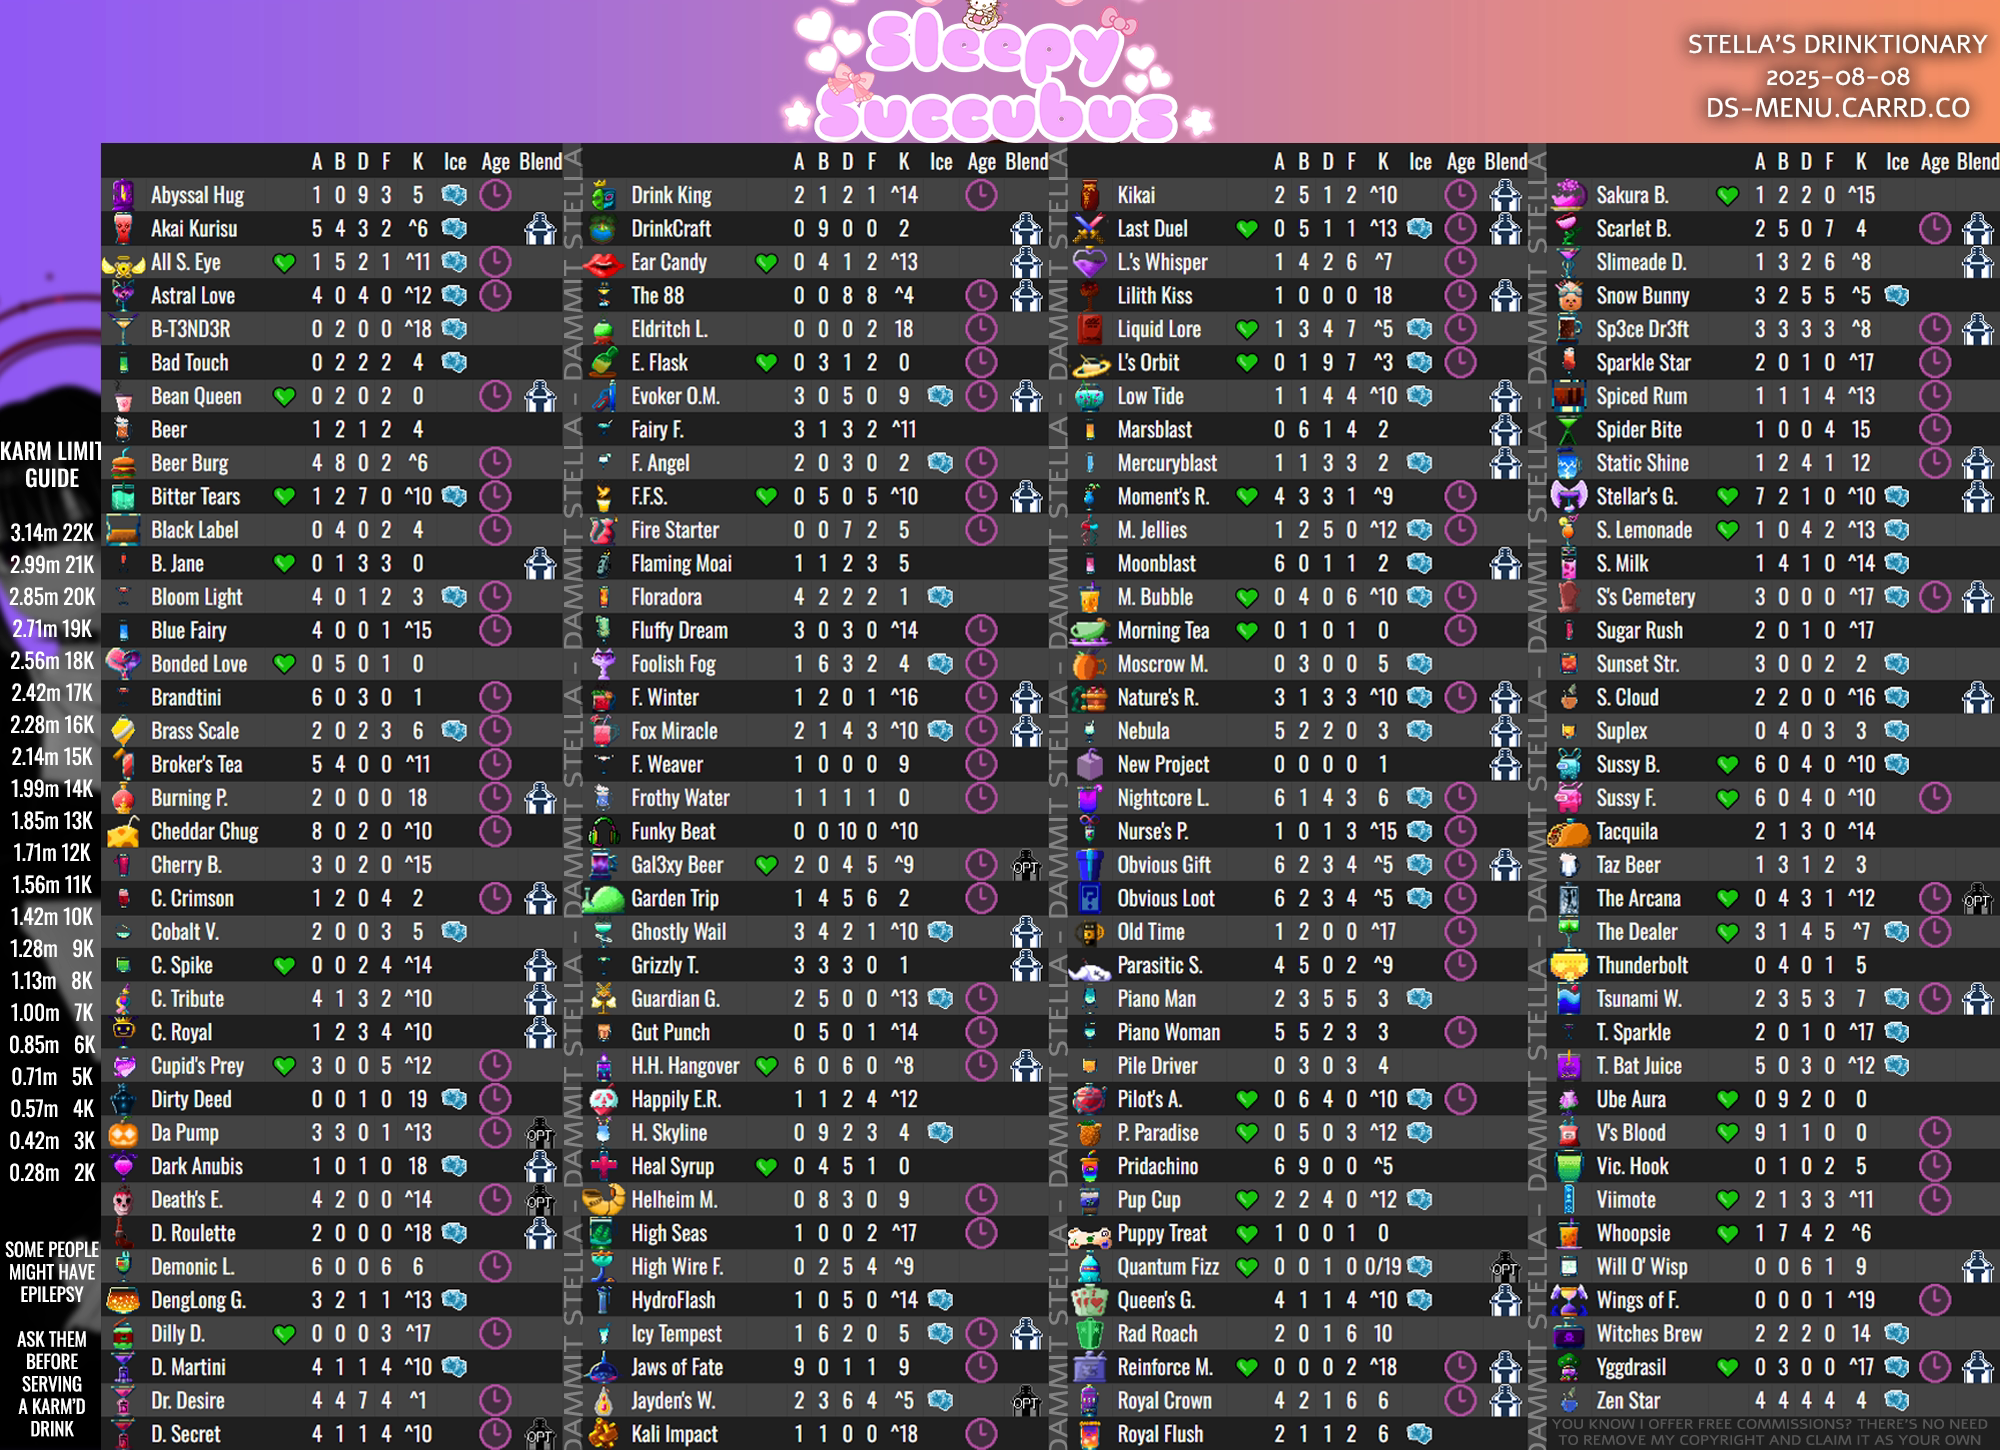 Sleepy
Succubus
STELLA'S DRINKTIONARY
2025-08-08
DS-MENU.CARRD.CO
KARM LIMIT
GUIDE
3.14m 22K
2.99m 21K
2.85m 20K
2.71m 19K
2.56m 18K
2.42m 17K
2.28m 16K
2.14m 15K
1.99m 14K
1.85m 13K
1.71m 12K
1.56m 11K
1.42m 10K
1.28m 9K
1.13m 8K
1.00m 7K
0.85m 6K
0.71m 5K
0.57m 4K
0.42m 3K
0.28m 2K
SOME PEOPLE
MIGHT HAVE
EPILEPSY
ASK THEM
BEFORE
SERVING
A KARM'D
DRINK
A B D F K Ice Age Blend
Abyssal Hug 1 0 9 3 5
Akai Kurisu 5 4 3 2 ^6
All S. Eye 1 5 2 1 ^11
Astral Love 4 0 4 0 ^12
B-T3ND3R 0 2 0 0 ^18
Bad Touch 0 2 2 2 4
Bean Queen 0 2 0 2 0
Beer 1 2 1 2 4
Beer Burg 4 8 0 2 ^6
Bitter Tears 1 2 7 0 ^10
Black Label 0 4 0 2 4
B. Jane 0 1 3 3 0
Bloom Light 4 0 1 2 3
Blue Fairy 4 0 0 1 ^15
Bonded Love 0 5 0 1 0
Brandtini 6 0 3 0 1
Brass Scale 2 0 2 3 6
Broker's Tea 5 4 0 0 ^11
Burning P. 2 0 0 0 18
Cheddar Chug 8 0 2 0 ^10
Cherry B. 3 0 2 0 ^15
C. Crimson 1 2 0 4 2
Cobalt V. 2 0 0 3 5
C. Spike 0 0 2 4 ^14
C. Tribute 4 1 3 2 ^10
C. Royal 1 2 3 4 ^10
Cupid's Prey 3 0 0 5 ^12
Dirty Deed 0 0 1 0 19
Da Pump 3 3 0 1 ^13 OPT
Dark Anubis 1 0 1 0 18
Death's E. 4 2 0 0 ^14 OPT
D. Roulette 2 0 0 0 ^18
Demonic L. 6 0 0 6 6
DengLong G. 3 2 1 1 ^13
Dilly D. 0 0 0 3 ^17
D. Martini 4 1 1 4 ^10
Dr. Desire 4 4 7 4 ^1
D. Secret 4 1 1 4 ^10 OPT
DAMMIT STELLA - DAMMIT STELLA - DAMMIT STELLA - DAMMIT STELLA
A B D F K Ice Age Blend
Drink King 2 1 2 1 ^14
DrinkCraft 0 9 0 0 2
Ear Candy 0 4 1 2 ^13
The 88 0 0 8 8 ^4
Eldritch L. 0 0 0 2 18
E. Flask 0 3 1 2 0
Evoker O.M. 3 0 5 0 9
Fairy F. 3 1 3 2 ^11
F. Angel 2 0 3 0 2
F.F.S. 0 5 0 5 ^10
Fire Starter 0 0 7 2 5
Flaming Moai 1 1 2 3 5
Floradora 4 2 2 2 1
Fluffy Dream 3 0 3 0 ^14
Foolish Fog 1 6 3 2 4
F. Winter 1 2 0 1 ^16
Fox Miracle 2 1 4 3 ^10
F. Weaver 1 0 0 0 9
Frothy Water 1 1 1 1 0
Funky Beat 0 0 10 0 ^10
Gal3xy Beer 2 0 4 5 ^9 OPT
Garden Trip 1 4 5 6 2
Ghostly Wail 3 4 2 1 ^10
Grizzly T. 3 3 3 0 1
Guardian G. 2 5 0 0 ^13
Gut Punch 0 5 0 1 ^14
H.H. Hangover 6 0 6 0 ^8
Happily E.R. 1 1 2 4 ^12
H. Skyline 0 9 2 3 4
Heal Syrup 0 4 5 1 0
Helheim M. 0 8 3 0 9
High Seas 1 0 0 2 ^17
High Wire F. 0 2 5 4 ^9
HydroFlash 1 0 5 0 ^14
Icy Tempest 1 6 2 0 5
Jaws of Fate 9 0 1 1 9
Jayden's W. 2 3 6 4 ^5 OPT
Kali Impact 1 1 0 0 ^18
DAMMIT STELLA - DAMMIT STELLA - DAMMIT STELLA - DAMMIT STELLA
A B D F K Ice Age Blend
Kikai 2 5 1 2 ^10
Last Duel 0 5 1 1 ^13
L.'s Whisper 1 4 2 6 ^7
Lilith Kiss 1 0 0 0 18
Liquid Lore 1 3 4 7 ^5
L's Orbit 0 1 9 7 ^3
Low Tide 1 1 4 4 ^10
Marsblast 0 6 1 4 2
Mercuryblast 1 1 3 3 2
Moment's R. 4 3 3 1 ^9
M. Jellies 1 2 5 0 ^12
Moonblast 6 0 1 1 2
M. Bubble 0 4 0 6 ^10
Morning Tea 0 1 0 1 0
Moscrow M. 0 3 0 0 5
Nature's R. 3 1 3 3 ^10
Nebula 5 2 2 0 3
New Project 0 0 0 0 1
Nightcore L. 6 1 4 3 6
Nurse's P. 1 0 1 3 ^15
Obvious Gift 6 2 3 4 ^5
Obvious Loot 6 2 3 4 ^5
Old Time 1 2 0 0 ^17
Parasitic S. 4 5 0 2 ^9
Piano Man 2 3 5 5 3
Piano Woman 5 5 2 3 3
Pile Driver 0 3 0 3 4
Pilot's A. 0 6 4 0 ^10
P. Paradise 0 5 0 3 ^12
Pridachino 6 9 0 0 ^5
Pup Cup 2 2 4 0 ^12
Puppy Treat 1 0 0 1 0
Quantum Fizz 0 0 1 0 0/19 OPT
Queen's G. 4 1 1 4 ^10
Rad Roach 2 0 1 6 10
Reinforce M. 0 0 0 2 ^18
Royal Crown 4 2 1 6 6
Royal Flush 2 1 1 2 6
DAMMIT STELLA - DAMMIT STELLA - DAMMIT STELLA - DAMMIT STELLA
A B D F K Ice Age Blend
Sakura B. 1 2 2 0 ^15
Scarlet B. 2 5 0 7 4
Slimeade D. 1 3 2 6 ^8
Snow Bunny 3 2 5 5 ^5
Sp3ce Dr3ft 3 3 3 3 ^8
Sparkle Star 2 0 1 0 ^17
Spiced Rum 1 1 1 4 ^13
Spider Bite 1 0 0 4 15
Static Shine 1 2 4 1 12
Stellar's G. 7 2 1 0 ^10
S. Lemonade 1 0 4 2 ^13
S. Milk 1 4 1 0 ^14
S's Cemetery 3 0 0 0 ^17
Sugar Rush 2 0 1 0 ^17
Sunset Str. 3 0 0 2 2
S. Cloud 2 2 0 0 ^16
Suplex 0 4 0 3 3
Sussy B. 6 0 4 0 ^10
Sussy F. 6 0 4 0 ^10
Tacquila 2 1 3 0 ^14
Taz Beer 1 3 1 2 3
The Arcana 0 4 3 1 ^12 OPT
The Dealer 3 1 4 5 ^7
Thunderbolt 0 4 0 1 5
Tsunami W. 2 3 5 3 7
T. Sparkle 2 0 1 0 ^17
T. Bat Juice 5 0 3 0 ^12
Ube Aura 0 9 2 0 0
V's Blood 9 1 1 0 0
Vic. Hook 0 1 0 2 5
Viimote 2 1 3 3 ^11
Whoopsie 1 7 4 2 ^6
Will O' Wisp 0 0 6 1 9
Wings of F. 0 0 0 1 ^19
Witches Brew 2 2 2 0 14
Yggdrasil 0 3 0 0 ^17
Zen Star 4 4 4 4 4
YOU KNOW I OFFER FREE COMMISSIONS? THERE'S NO NEED
TO REMOVE MY COPYRIGHT AND CLAIM IT AS YOUR OWN